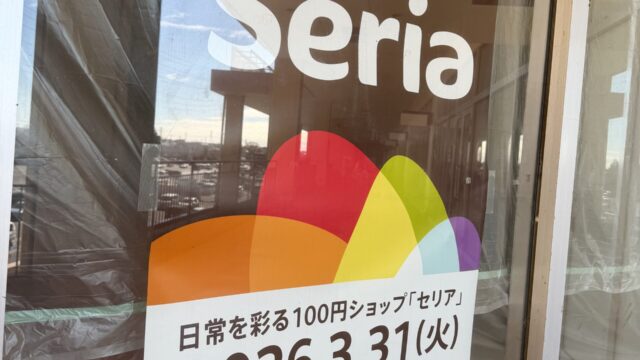 Seria
日常を彩る100円ショップ「セリア」
2026.3.31(火)